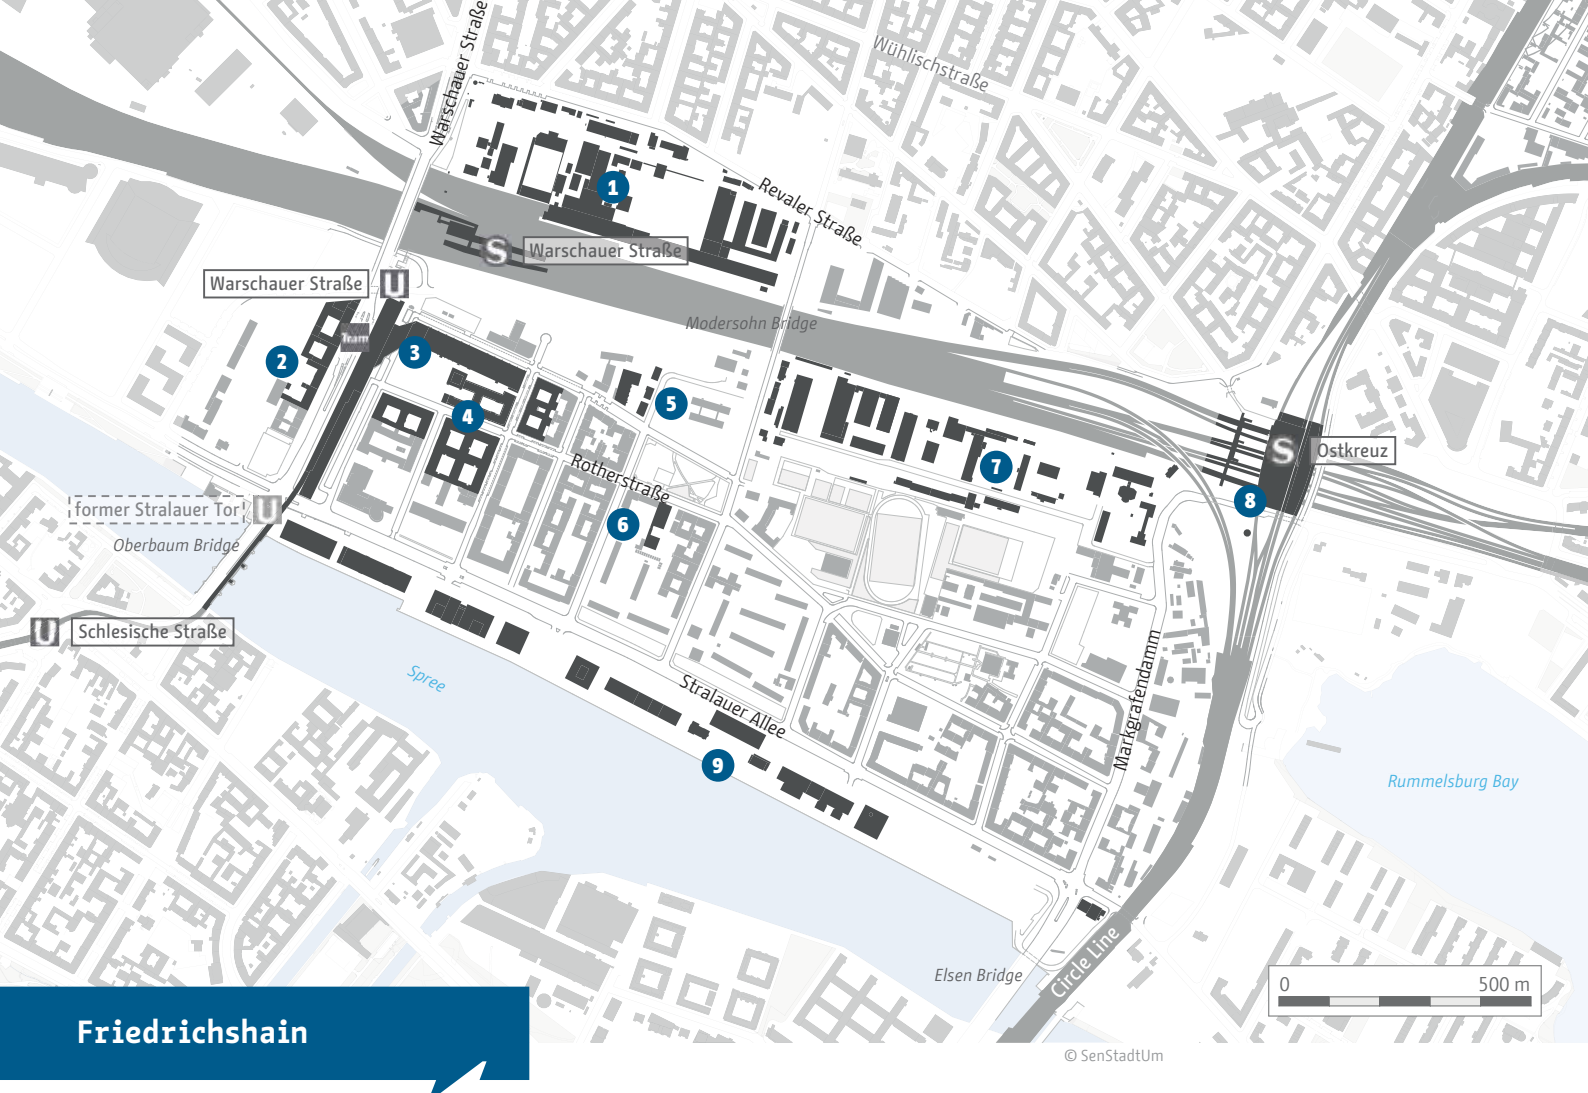 Warschauer Straße
Wühlischstraße
1
Revaler Straße
S
Warschauer Straße
Warschauer Straße
U
Modersohn Bridge
Tram
2
3
4
5
Ostkreuz
S
Rotherstraße
7
8
former Stralauer Tor
U
6
Oberbaum Bridge
U
Schlesische Straße
Spree
Stralauer Allee
Markgrafendamm
9
Rummelsburg Bay
Elsen Bridge
Circle Line
0 500 m
Friedrichshain
© SenStadtUm